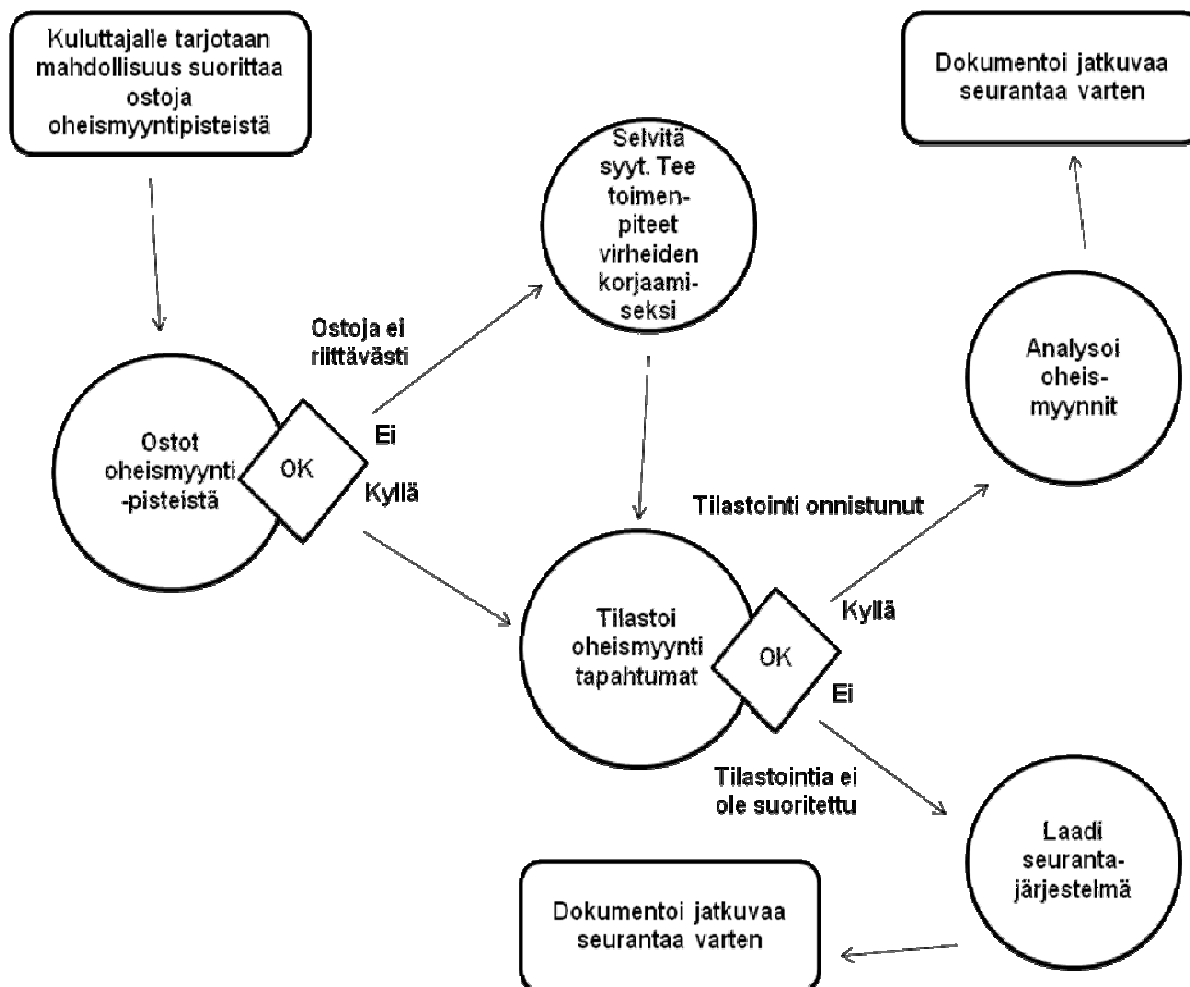 Kuluttajalle tarjotaan
mahdollisuus suorittaa
ostoja
oheismyyntipisteistä
Dokumentoi jatkuvaa
seurantaa varten
Selvitä
syyt. Tee
toimen-
piteet
virheiden
korjaami-
seksi
Ostoja ei
riittävästi
Ei
Ostot
oheismyynti
-pisteistä
OK
Kyllä
Analysoi
oheis-
myynnit
Tilastointi onnistunut
Kyllä
Tilastoi
oheismyynti
tapahtumat
OK
Ei
Tilastointia ei
ole suoritettu
Laadi
seuranta-
järjestelmä
Dokumentoi jatkuvaa
seurantaa varten